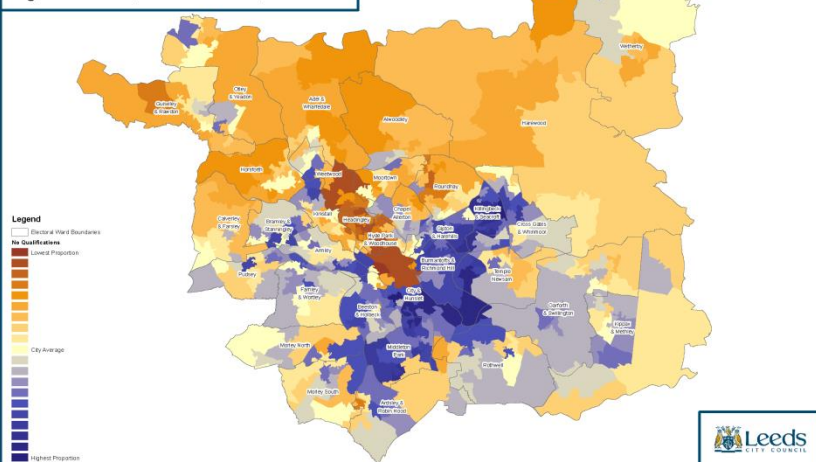 Wetherby
Otley
& Yeadon
Guiseley
& Rawdon
Adel &
Wharfedale
Alwoodley
Harewood
Horsforth
Weetwood
Moortown
Roundhay
Calverley
& Farsley
Bramley &
Stanningley
Kirkstall
Headingley
Chapel
Allerton
Killingbeck
& Seacroft
Cross Gates
& Whinmoor
Hyde Park
& Woodhouse
Gipton
& Harehills
Armley
Burmantofts &
Richmond Hill
Pudsey
Temple
Newsam
Farnley
& Wortley
City &
Hunslet
Beeston
& Holbeck
Garforth
& Swillington
Kippax
& Methley
Morley North
Middleton
Park
Rothwell
Morley South
Ardsley &
Robin Hood
Legend
Electoral Ward Boundaries
No Qualifications
Lowest Proportion
City Average
Highest Proportion
Leeds
CITY COUNCIL